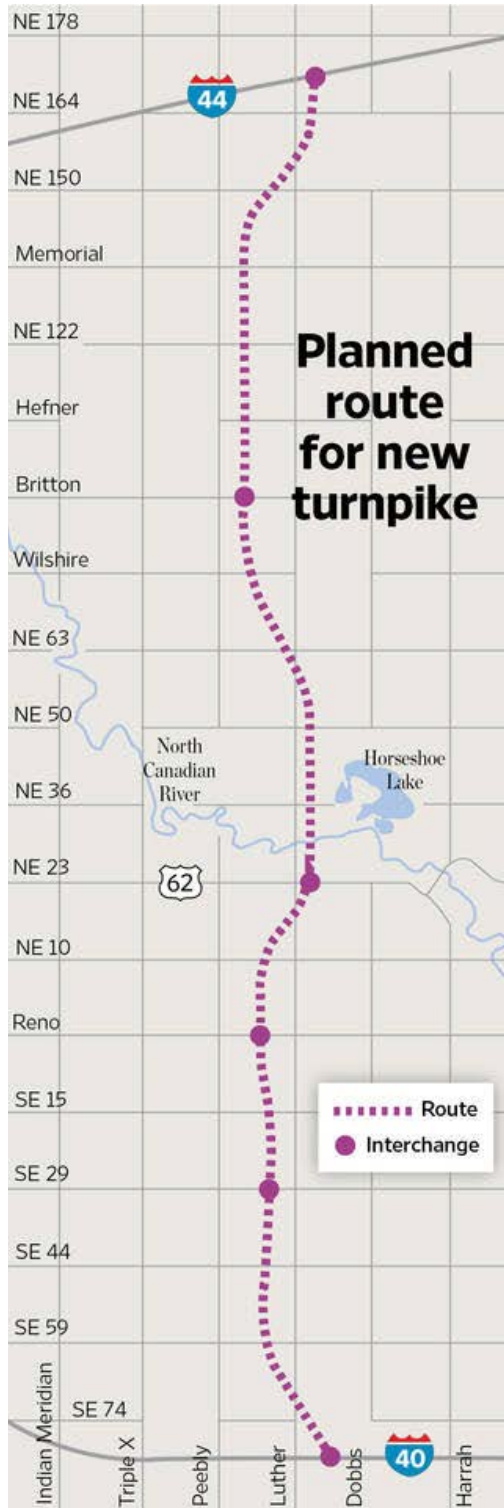 NE 178
44
NE 164
NE 150
Memorial
NE 122
Planned
route
for new
turnpike
Hefner
Britton
Wilshire
NE 63
NE 50
North
Canadian
River
Horseshoe
Lake
NE 36
62
NE 23
NE 10
Reno
SE 15
Route
Interchange
SE 29
SE 44
SE 59
SE 74
Indian Meridian
Triple X
Peebly
Luther
Dobbs
40
Harrah